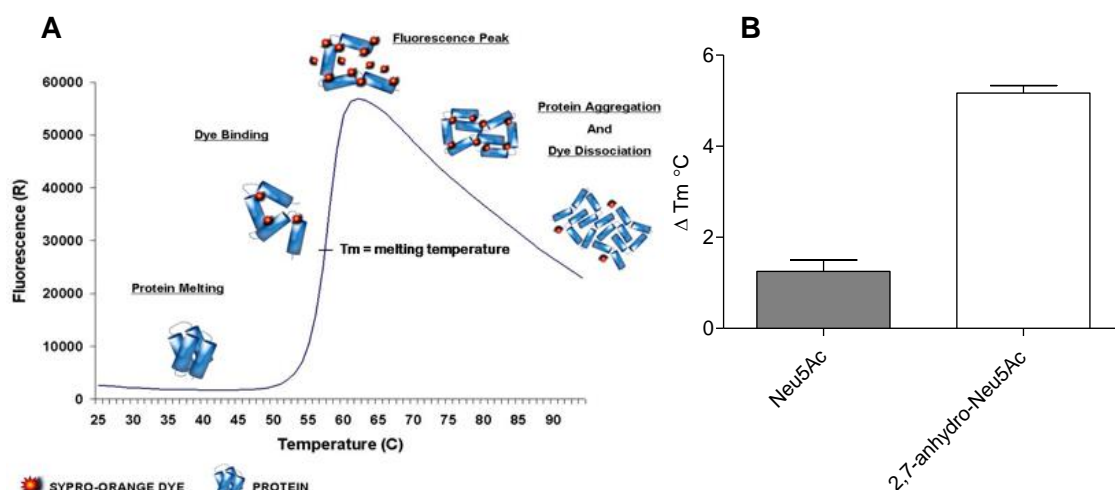 A
B
Fluorescence Peak
60000
50000
40000
30000
20000
10000
0
Fluorescence (R)
Dye Binding
Protein Aggregation
And
Dye Dissociation
Tm = melting temperature
Protein Melting
25 30 35 40 45 50 55 60 65 70 75 80 85 90
Temperature (C)
SYPRO-ORANGE DYE
PROTEIN
6
4
2
0
Δ Tm °C
Neu5Ac
2,7-anhydro-Neu5Ac